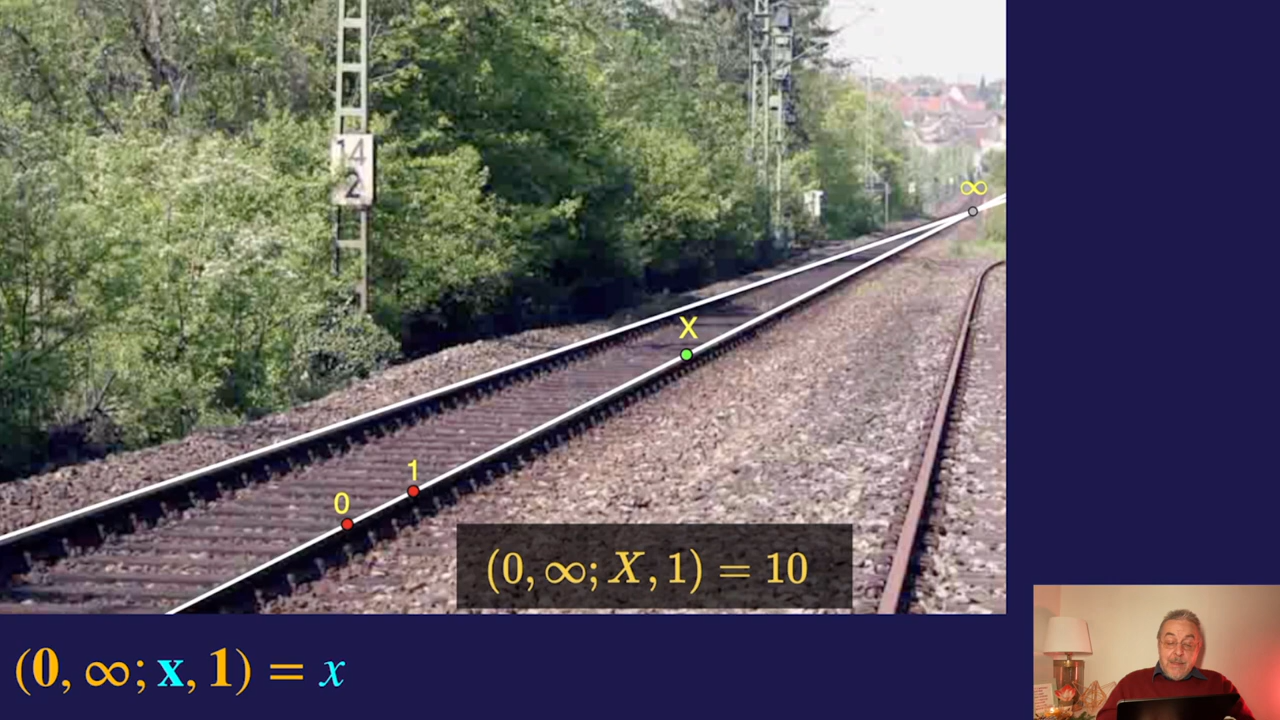 14
2
∞
X
1
0
(0, ∞; X, 1) = 10
(0, ∞; x, 1) = x